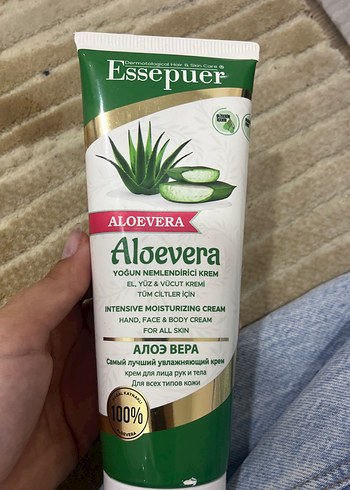 Dermatological Hair & Skin Care
Essepuer
ALOEVERA
Aloevera
YOĞUN NEMLENDİRİCİ KREM
EL, YÜZ & VÜCUT KREMİ
TÜM CİLTLER İÇİN
INTENSIVE MOISTURIZING CREAM
HAND, FACE & BODY CREAM
FOR ALL SKIN
АЛОЭ ВЕРА
Самый лучший увлажняющий крем
крем для лица рук и тела
Для всех типов кожи
100%
ALOEVERA